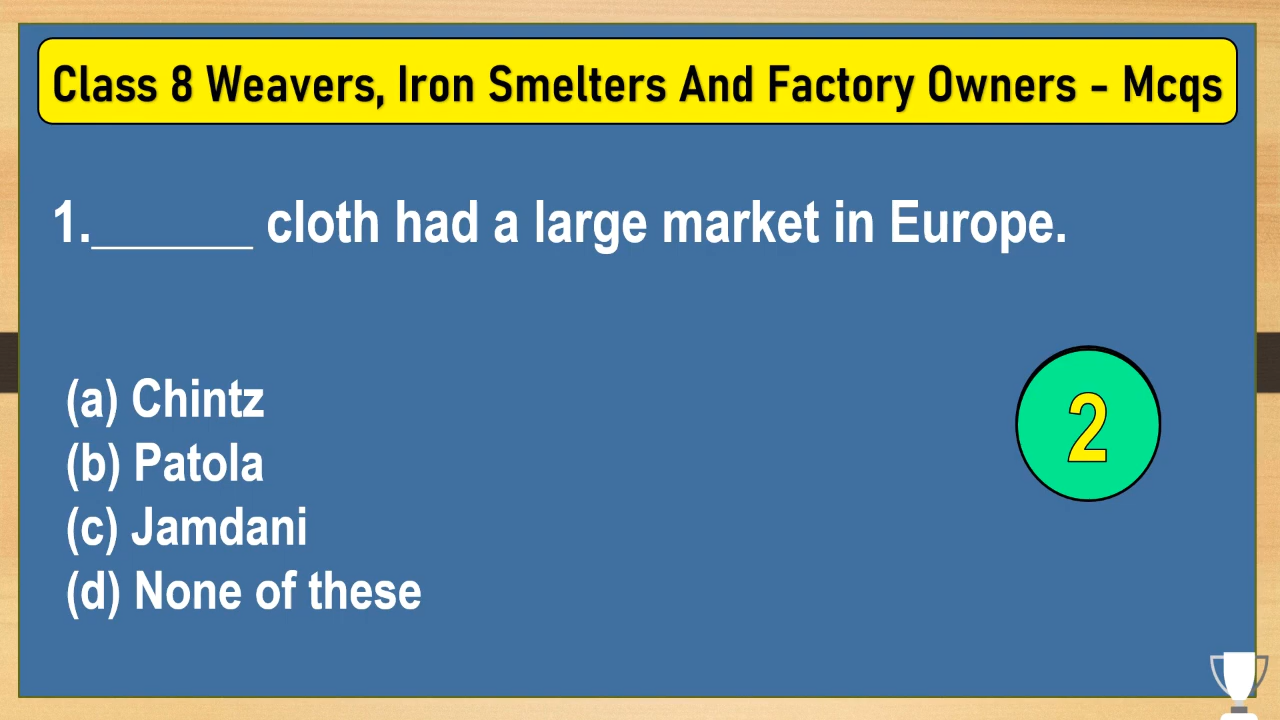 Class 8 Weavers, Iron Smelters And Factory Owners - Mcqs
1.______ cloth had a large market in Europe.
(a) Chintz
(b) Patola
(c) Jamdani
(d) None of these
2